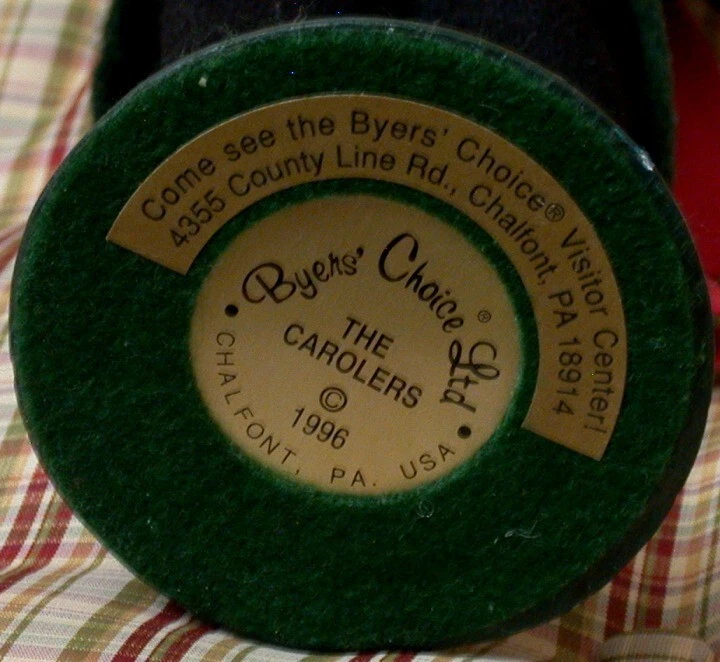 Come see the Byers' Choice® Visitor Center!
4355 County Line Rd., Chalfont, PA 18914
Byers' Choice® Ltd
THE
CAROLERS
©
1996
CHALFONT, PA. USA